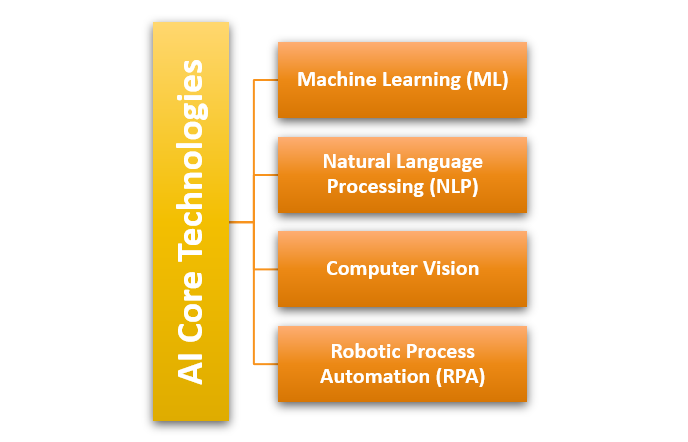 AI Core Technologies
Machine Learning (ML)
Natural Language
Processing (NLP)
Computer Vision
Robotic Process
Automation (RPA)